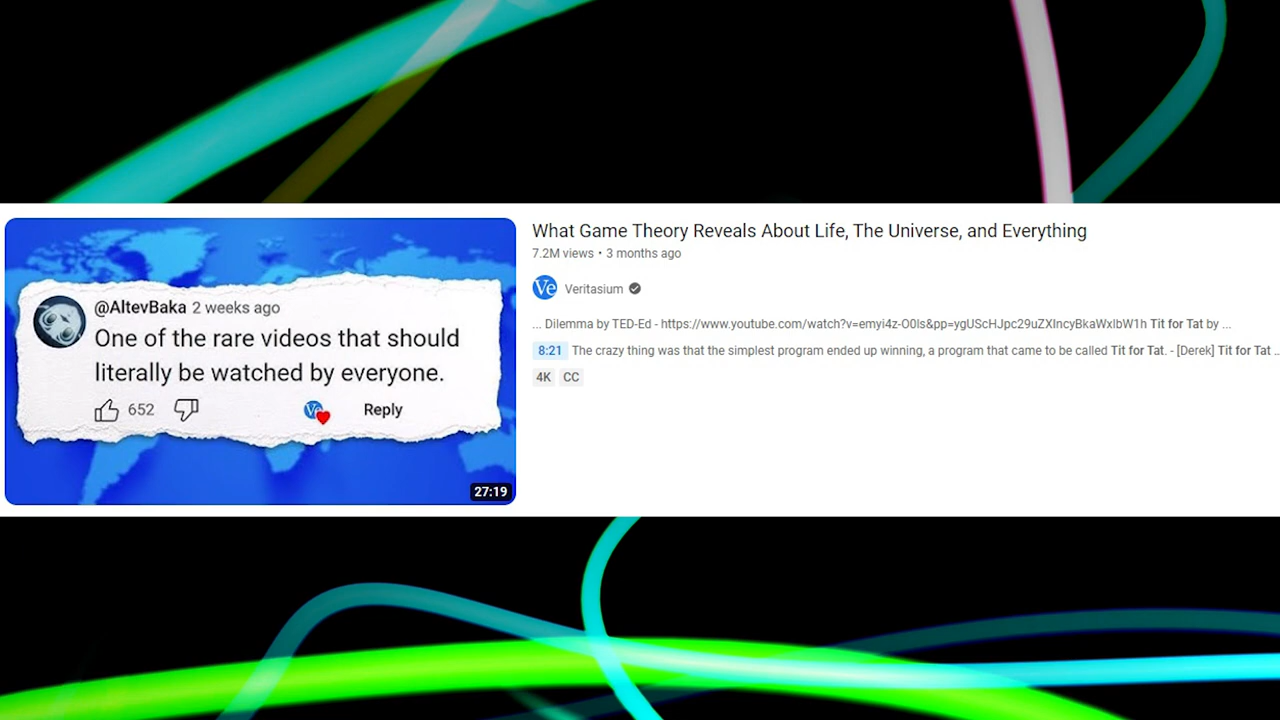 @AltevBaka 2 weeks ago
One of the rare videos that should
literally be watched by everyone.
652
Ve
Reply
27:19
What Game Theory Reveals About Life, The Universe, and Everything
7.2M views • 3 months ago
Ve Veritasium
... Dilemma by TED-Ed - https://www.youtube.com/watch?v=emyi4z-O0ls&pp=ygUScHJpc29uZXIncyBkaWxlbW1h Tit for Tat by ...
8:21 The crazy thing was that the simplest program ended up winning, a program that came to be called Tit for Tat. - [Derek] Tit for Tat ...
4K CC